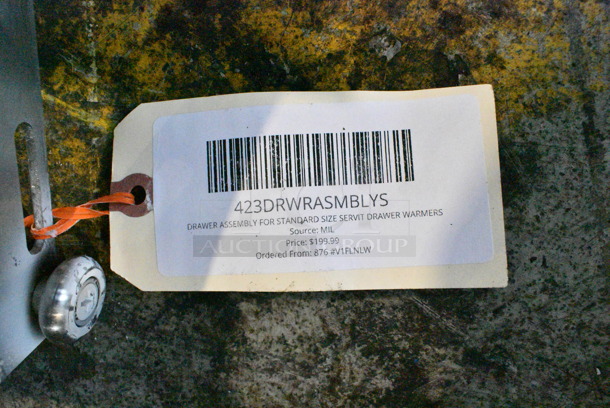 423DRWRASMBLYS
DRAWER ASSEMBLY FOR STANDARD SIZE SERVIT DRAWER WARMERS
Source: MIL
Price: $199.99
Ordered From: 876 #V1FLNLW
AUCTION GROUP